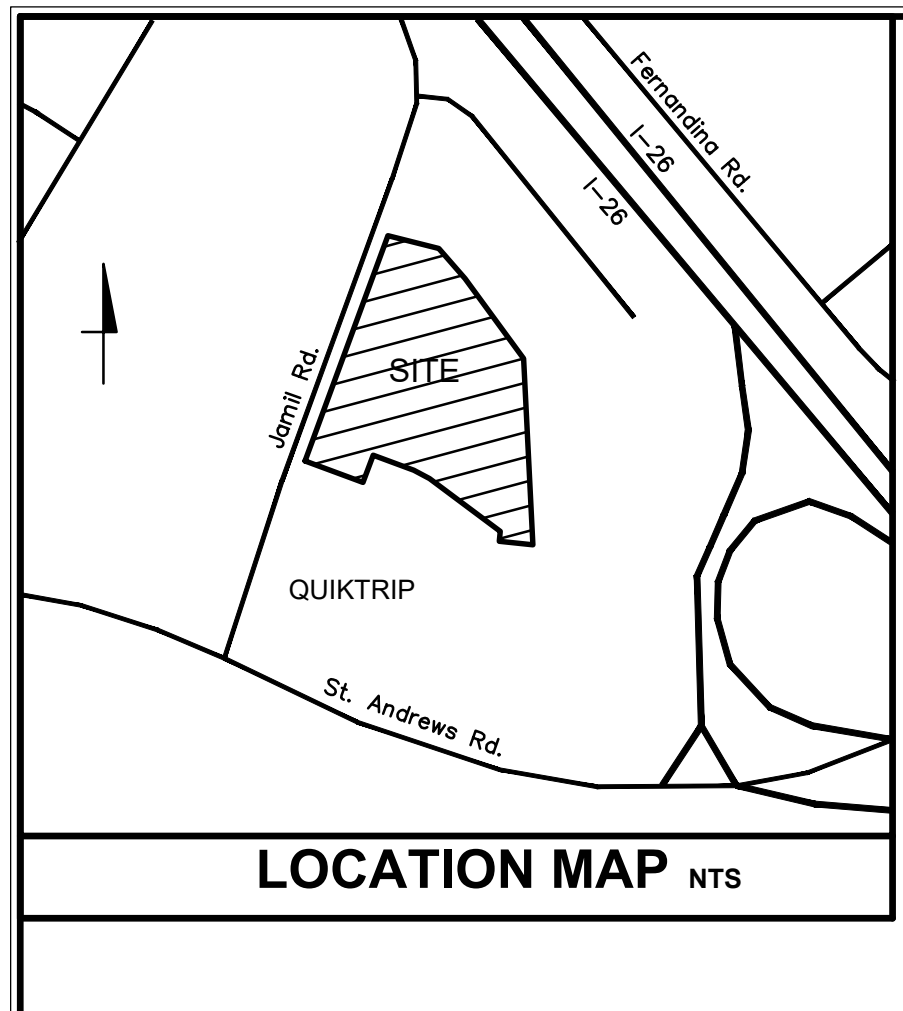 Fernandina Rd.
I-26
I-26
SITE
Jamil Rd.
QUIKTRIP
St. Andrews Rd.
LOCATION MAP NTS